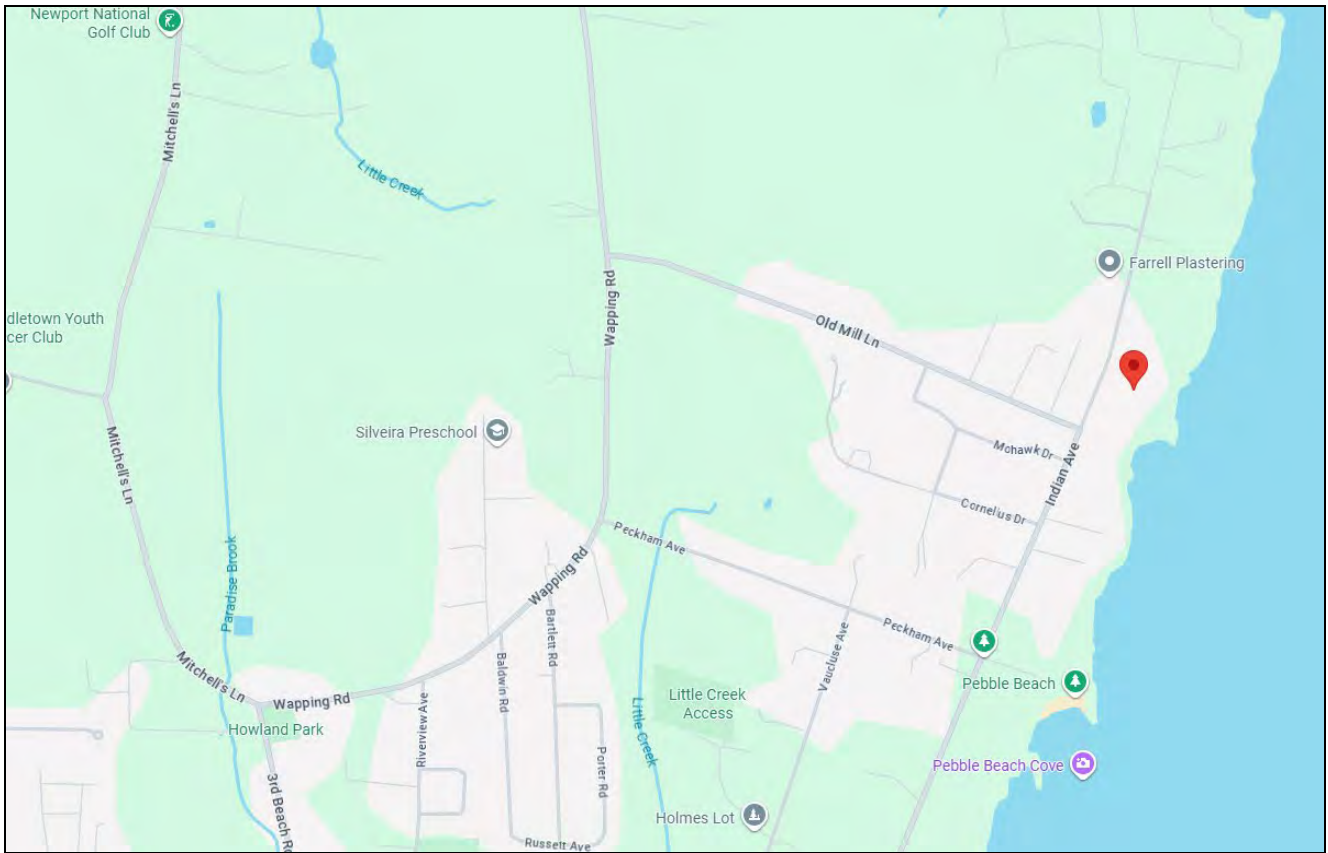 Newport National
Golf Club
Mitchell's Ln
Little Creek
Wapping Rd
Farrell Plastering
dletown Youth
cer Club
Old Mill Ln
Silveira Preschool
Mitchell's Ln
Mohawk Dr
Indian Ave
Cornelius Dr
Peckham Ave
Paradise Brook
Wapping Rd
Bartlett Rd
Peckham Ave
Vaucluse Ave
Baldwin Rd
Mitchell's Ln
Wapping Rd
Pebble Beach
Little Creek
Access
Riverview Ave
Little Creek
Howland Park
Porter Rd
Pebble Beach Cove
3rd Beach Rd
Holmes Lot
Russett Ave